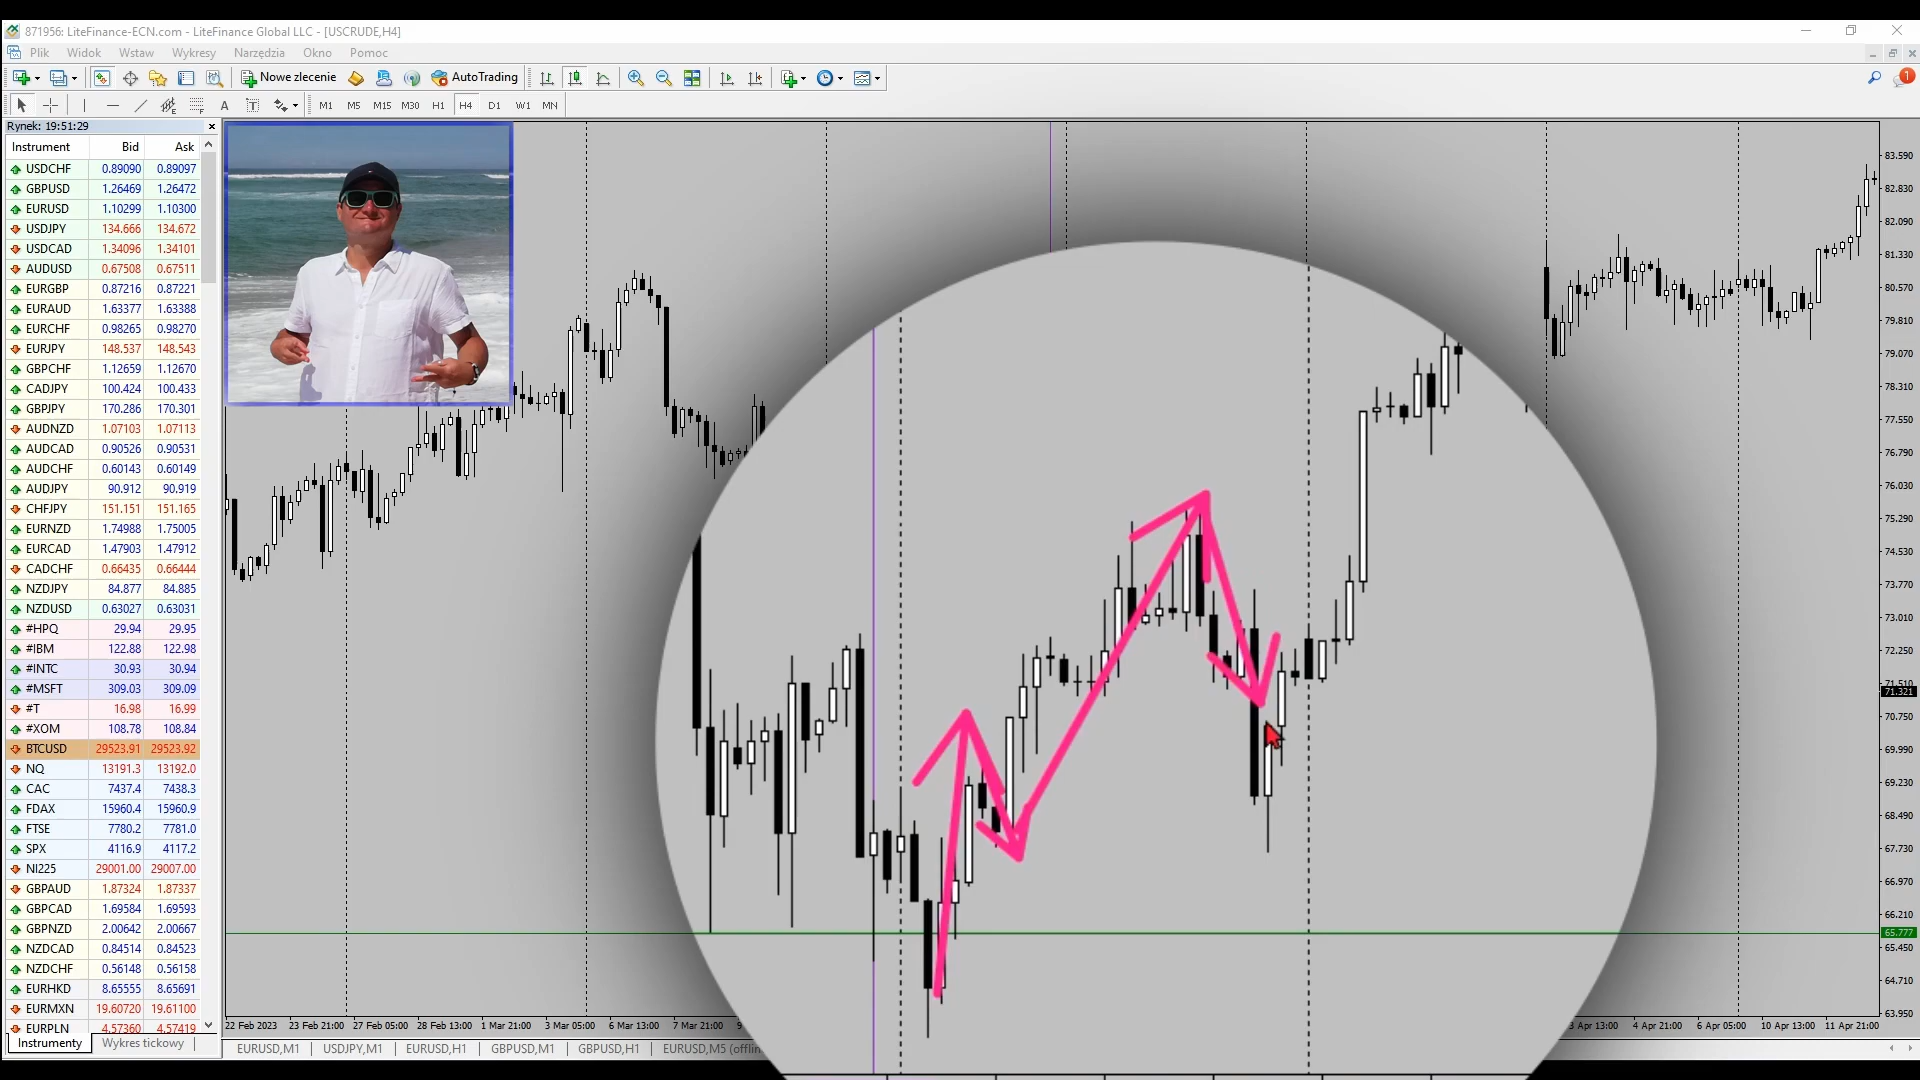 871956: LiteFinance-ECN.com - LiteFinance Global LLC - [USCRUDE,H4]
Plik Widok Wstaw Wykresy Narzędzia Okno Pomoc
Nowe zlecenie AutoTrading 1
A T M1 M5 M15 M30 H1 H4 D1 W1 MN
Rynek: 19:51:29
Instrument Bid Ask
USDCHF 0.89090 0.89097
GBPUSD 1.26469 1.26472
EURUSD 1.10299 1.10300
USDJPY 134.666 134.672
USDCAD 1.34096 1.34101
AUDUSD 0.67508 0.67511
EURGBP 0.87216 0.87221
EURAUD 1.63377 1.63388
EURCHF 0.98265 0.98270
EURJPY 148.537 148.543
GBPCHF 1.12659 1.12670
CADJPY 100.424 100.433
GBPJPY 170.286 170.301
AUDNZD 1.07103 1.07113
AUDCAD 0.90526 0.90531
AUDCHF 0.60143 0.60149
AUDJPY 90.912 90.919
CHFJPY 151.151 151.165
EURNZD 1.74988 1.75005
EURCAD 1.47903 1.47912
CADCHF 0.66435 0.66444
NZDJPY 84.877 84.885
NZDUSD 0.63027 0.63031
#HPQ 29.94 29.95
#IBM 122.88 122.98
#INTC 30.93 30.94
#MSFT 309.03 309.09
#T 16.98 16.99
#XOM 108.78 108.84
BTCUSD 29523.91 29523.92
NQ 13191.3 13192.0
CAC 7437.4 7438.3
FDAX 15960.4 15960.9
FTSE 7780.2 7781.0
SPX 4116.9 4117.2
NI225 29001.00 29007.00
GBPAUD 1.87324 1.87337
GBPCAD 1.69584 1.69593
GBPNZD 2.00642 2.00667
NZDCAD 0.84514 0.84523
NZDCHF 0.56148 0.56158
EURHKD 8.65555 8.65691
EURMXN 19.60720 19.61100
EURPLN 4.57360 4.57419
Instrumenty Wykres tickowy
83.590
82.830
82.090
81.330
80.570
79.810
79.070
78.310
77.550
76.790
76.030
75.290
74.530
73.770
73.010
72.250
71.510
71.321
70.750
69.990
69.230
68.490
67.730
66.970
66.210
65.777
65.450
64.710
63.950
22 Feb 2023 23 Feb 21:00 27 Feb 05:00 28 Feb 13:00 1 Mar 21:00 3 Mar 05:00 6 Mar 13:00 7 Mar 21:00 9 3 Apr 13:00 4 Apr 21:00 6 Apr 05:00 10 Apr 13:00 11 Apr 21:00
EURUSD,M1 USDJPY,M1 EURUSD,H1 GBPUSD,M1 GBPUSD,H1 EURUSD,M5 (offlin